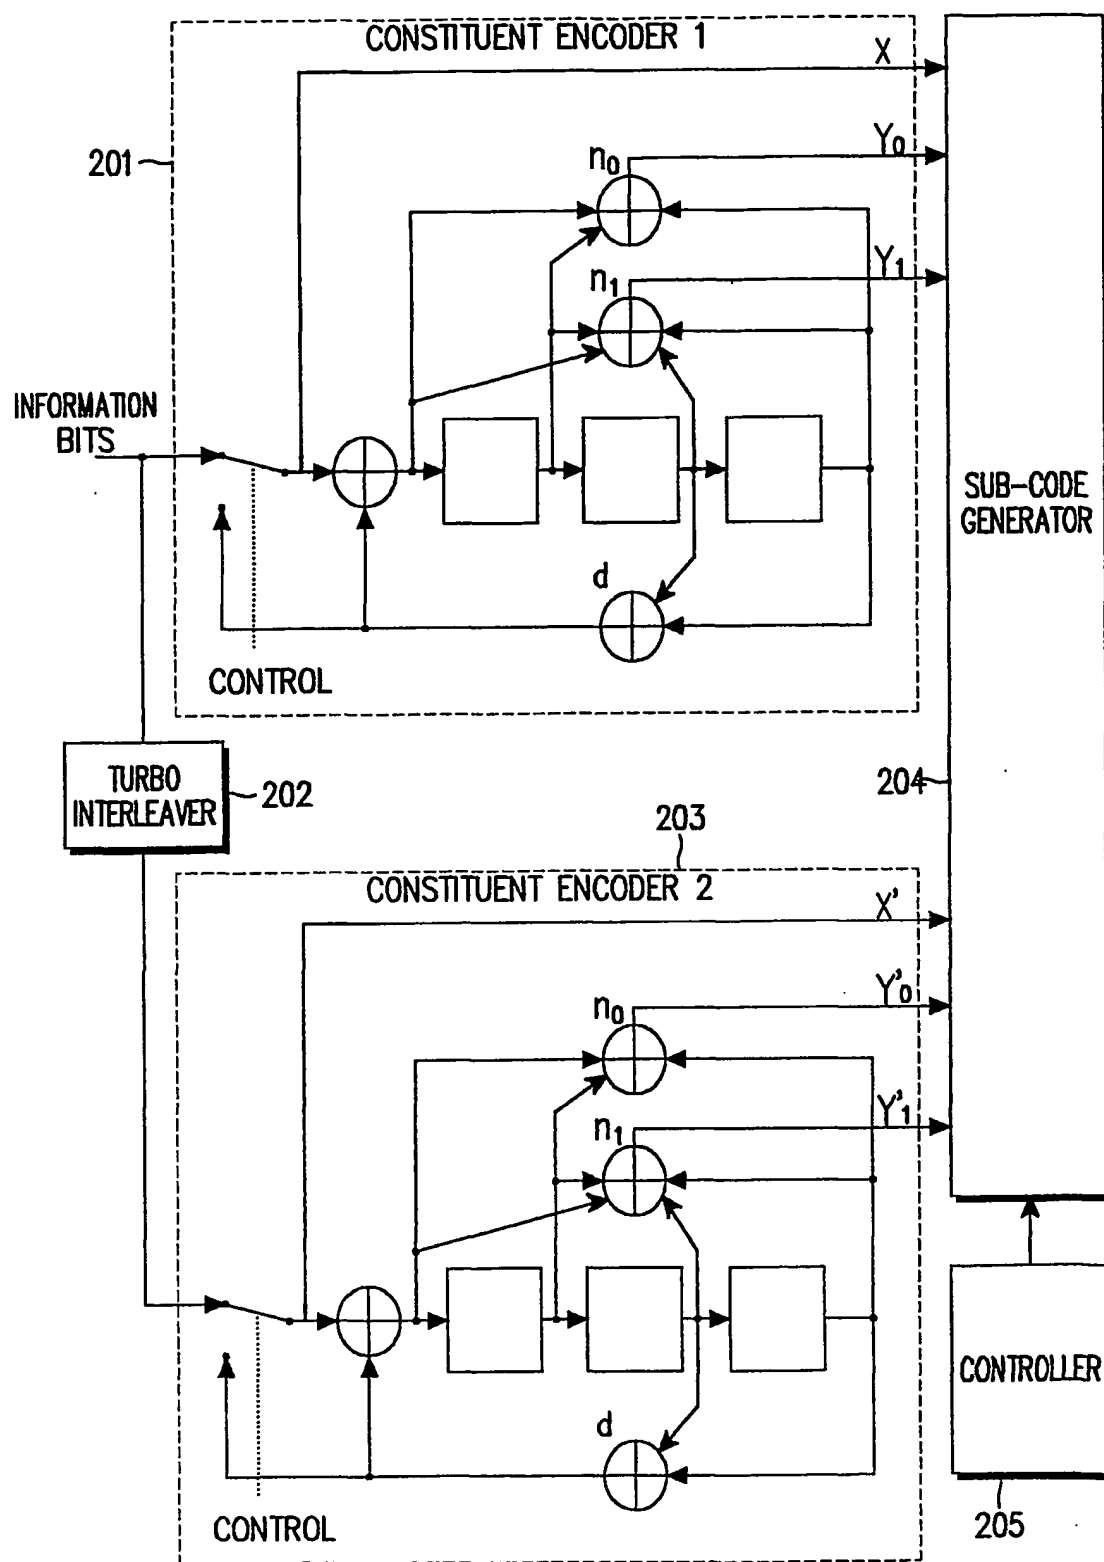 CONSTITUENT ENCODER 1
X
201
n0
Y0
n1
Y1
INFORMATION
BITS
SUB-CODE
GENERATOR
d
CONTROL
TURBO
INTERLEAVER
202
204
203
CONSTITUENT ENCODER 2
X'
n0
Y'0
n1
Y'1
CONTROLLER
d
205
CONTROL